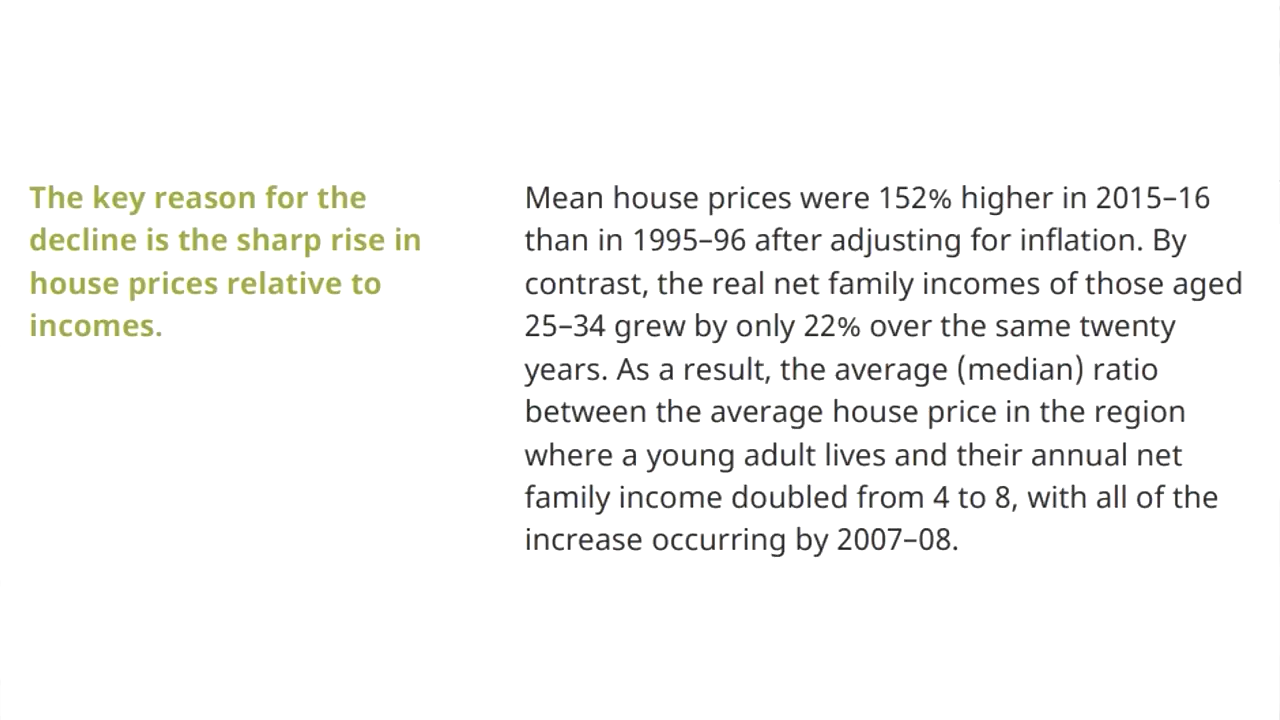 The key reason for the
decline is the sharp rise in
house prices relative to
incomes.
Mean house prices were 152% higher in 2015–16
than in 1995–96 after adjusting for inflation. By
contrast, the real net family incomes of those aged
25–34 grew by only 22% over the same twenty
years. As a result, the average (median) ratio
between the average house price in the region
where a young adult lives and their annual net
family income doubled from 4 to 8, with all of the
increase occurring by 2007–08.